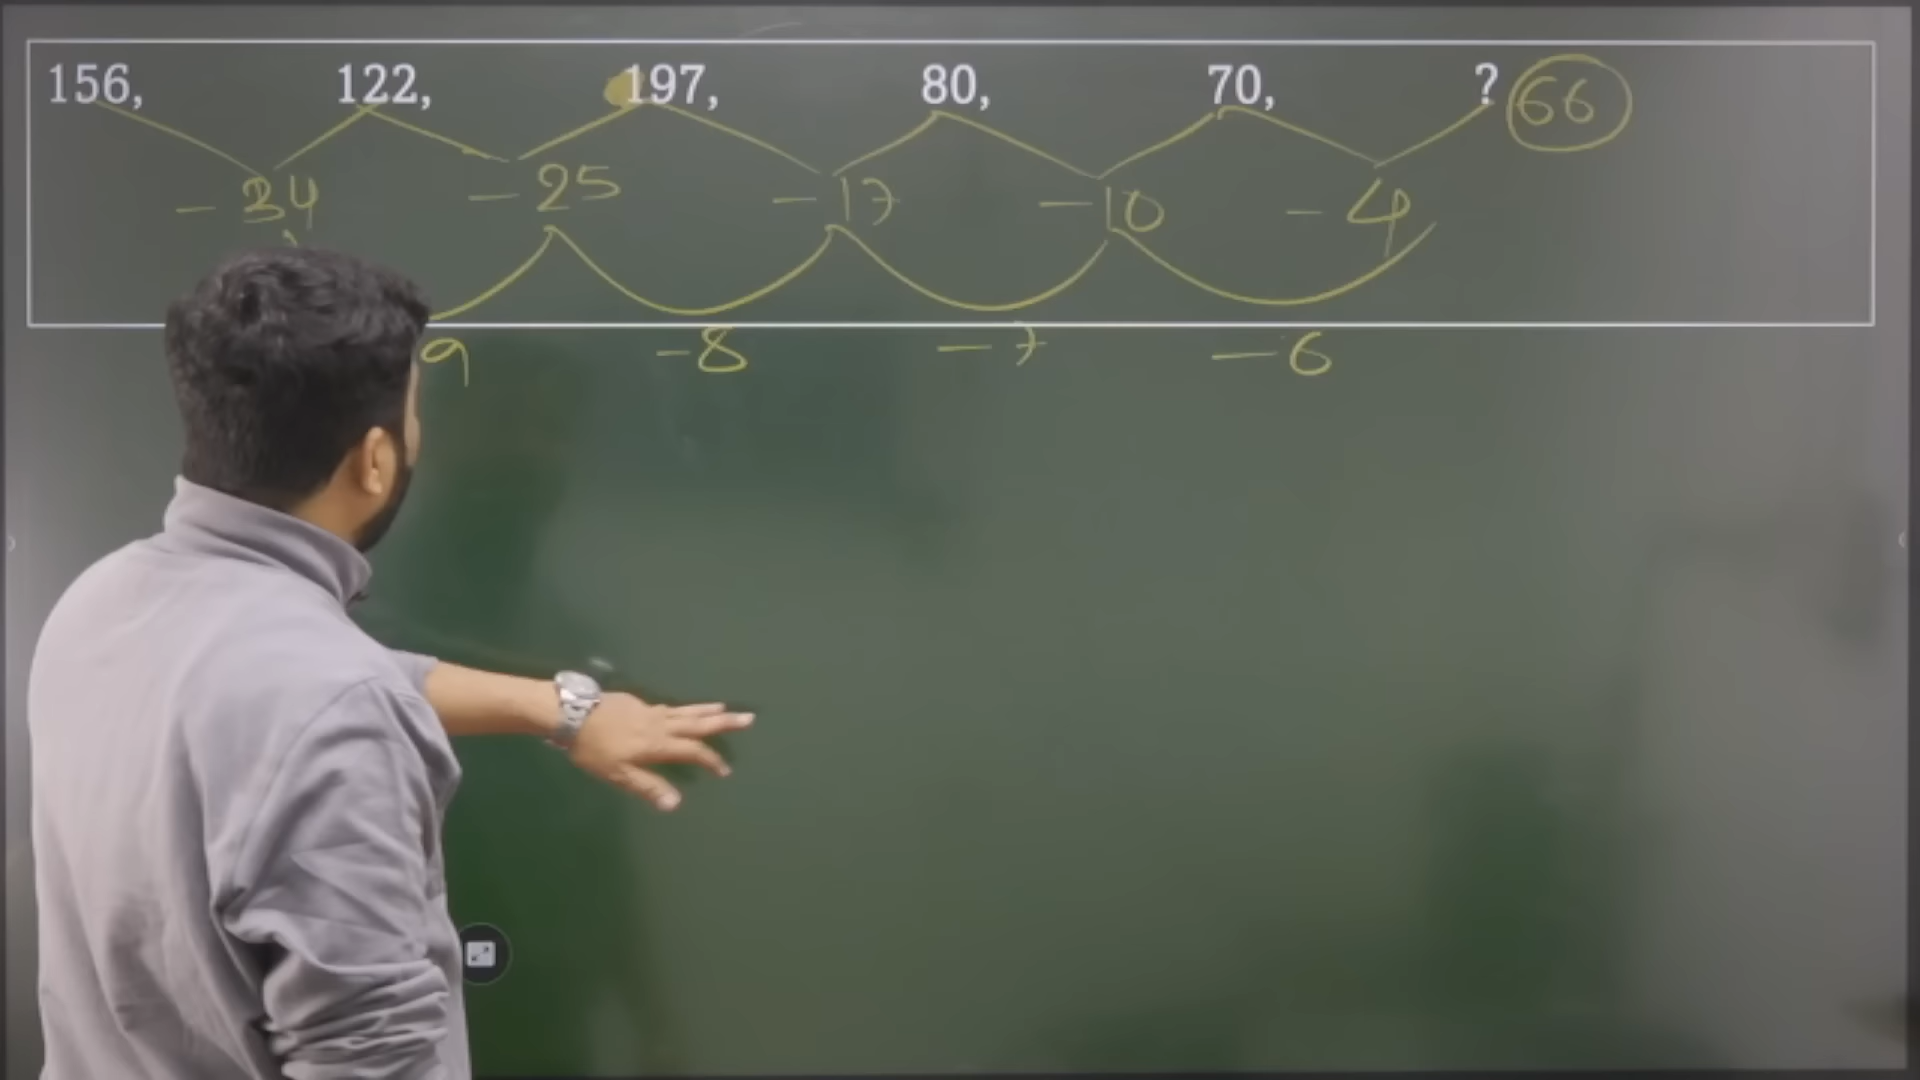 156, 122, 197, 80, 70, ? 66
- 34 - 25 - 17 - 10 - 4
9 - 8 - 7 - 6